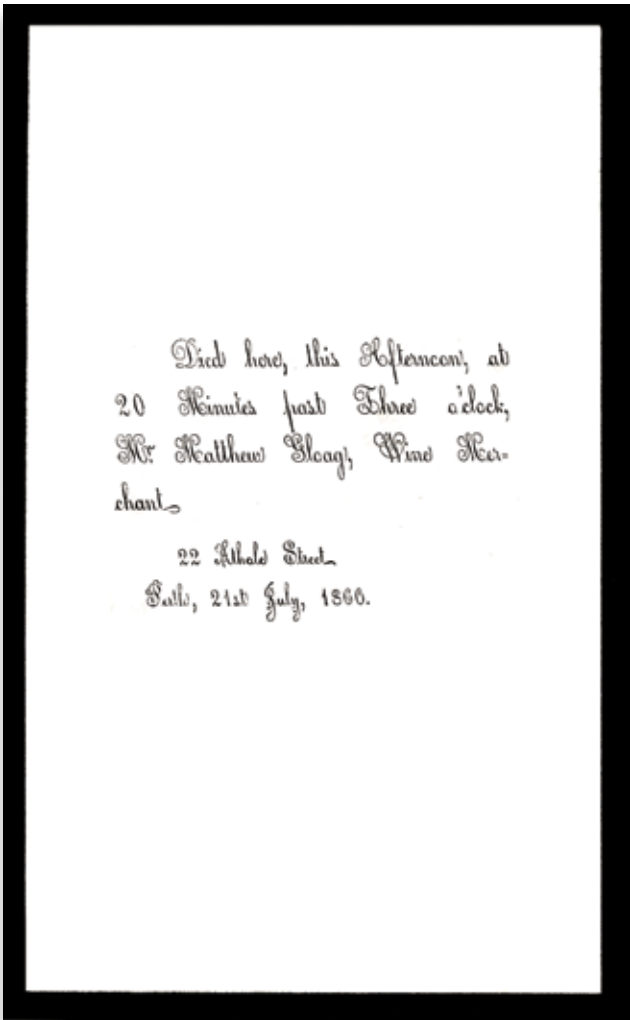 Died here, this Afternoon, at
20 Minutes past Three o'clock,
Mr. Matthew Gloag, Wine Mer-
chant.
22 Athole Street.
Perth, 21st July, 1860.